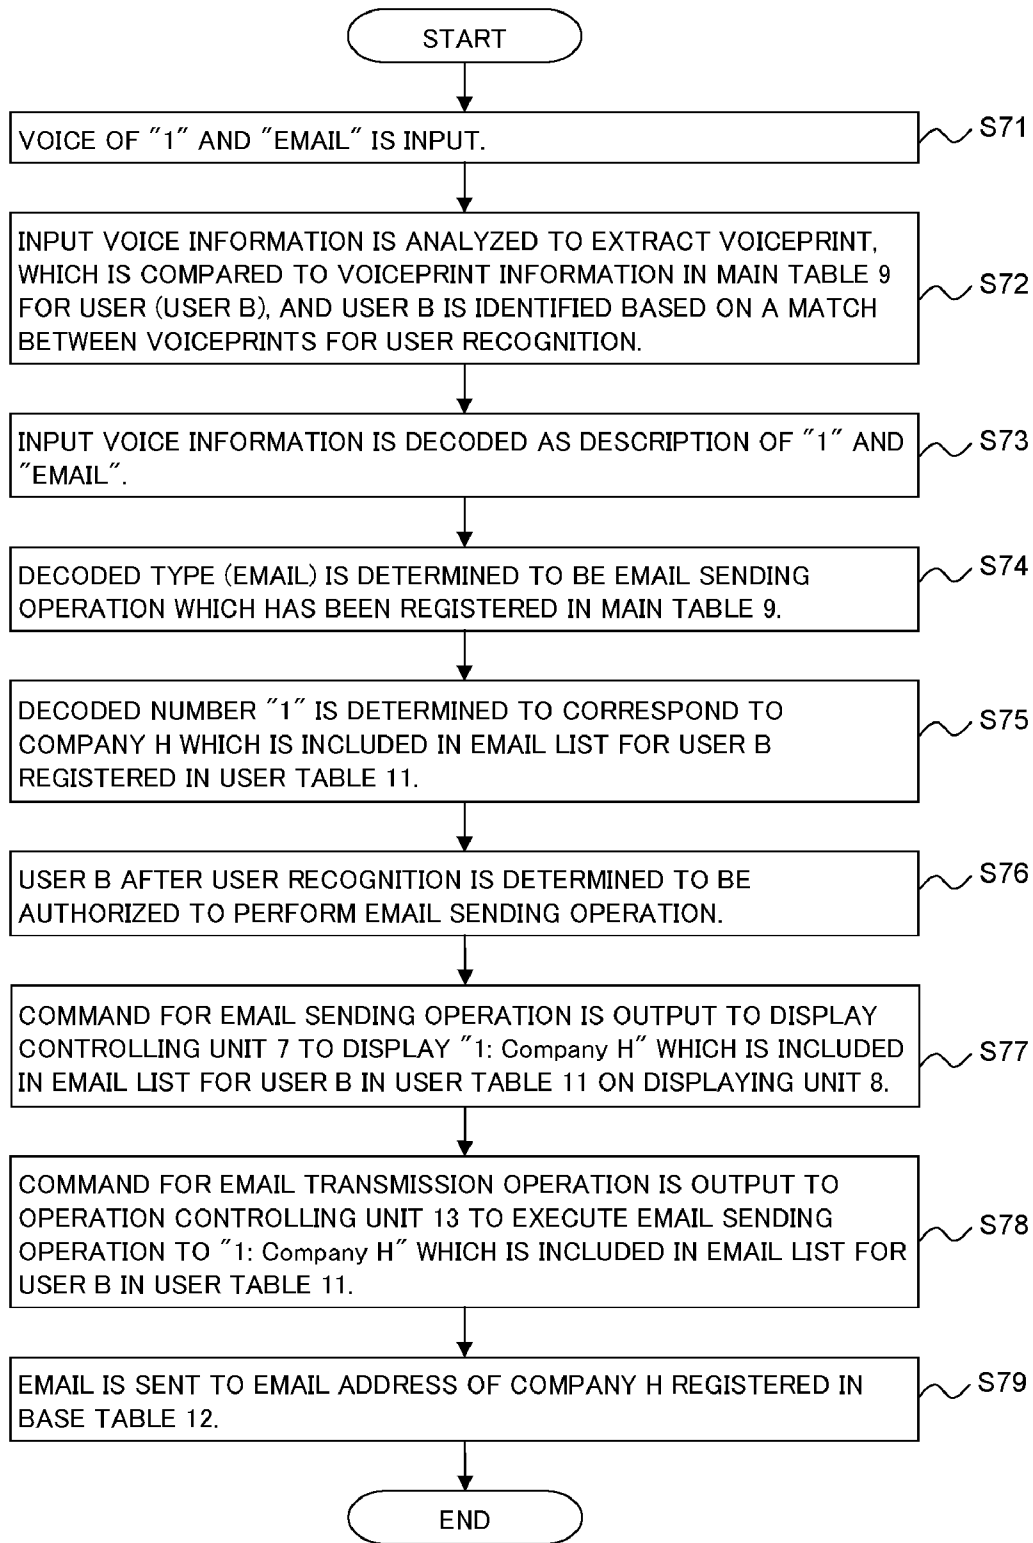 START
VOICE OF "1" AND "EMAIL" IS INPUT.
S71
INPUT VOICE INFORMATION IS ANALYZED TO EXTRACT VOICEPRINT,
WHICH IS COMPARED TO VOICEPRINT INFORMATION IN MAIN TABLE 9
FOR USER (USER B), AND USER B IS IDENTIFIED BASED ON A MATCH
BETWEEN VOICEPRINTS FOR USER RECOGNITION.
S72
INPUT VOICE INFORMATION IS DECODED AS DESCRIPTION OF "1" AND
"EMAIL".
S73
DECODED TYPE (EMAIL) IS DETERMINED TO BE EMAIL SENDING
OPERATION WHICH HAS BEEN REGISTERED IN MAIN TABLE 9.
S74
DECODED NUMBER "1" IS DETERMINED TO CORRESPOND TO
COMPANY H WHICH IS INCLUDED IN EMAIL LIST FOR USER B
REGISTERED IN USER TABLE 11.
S75
USER B AFTER USER RECOGNITION IS DETERMINED TO BE
AUTHORIZED TO PERFORM EMAIL SENDING OPERATION.
S76
COMMAND FOR EMAIL SENDING OPERATION IS OUTPUT TO DISPLAY
CONTROLLING UNIT 7 TO DISPLAY "1: Company H" WHICH IS INCLUDED
IN EMAIL LIST FOR USER B IN USER TABLE 11 ON DISPLAYING UNIT 8.
S77
COMMAND FOR EMAIL TRANSMISSION OPERATION IS OUTPUT TO
OPERATION CONTROLLING UNIT 13 TO EXECUTE EMAIL SENDING
OPERATION TO "1: Company H" WHICH IS INCLUDED IN EMAIL LIST FOR
USER B IN USER TABLE 11.
S78
EMAIL IS SENT TO EMAIL ADDRESS OF COMPANY H REGISTERED IN
BASE TABLE 12.
S79
END